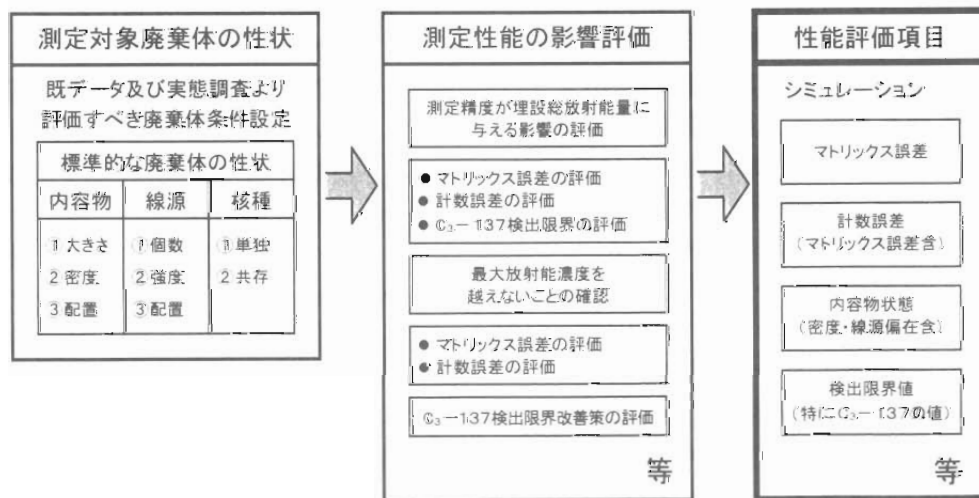 測定対象廃棄体の性状
既データ及び実態調査より
評価すべき廃棄体条件設定
標準的な廃棄体の性状
内容物 線源 核種
①大きさ ①個数 ①単独
2密度 2強度 2共存
3配置 3配置
測定性能の影響評価
測定精度が埋設総放射能量に
与える影響の評価
● マトリックス誤差の評価
● 計数誤差の評価
● C₃－137検出限界の評価
最大放射能濃度を
越えないことの確認
● マトリックス誤差の評価
● 計数誤差の評価
C₃－137検出限界改善策の評価
等
性能評価項目
シミュレーション
マトリックス誤差
計数誤差
(マトリックス誤差含)
内容物状態
(密度・線源偏在含)
検出限界値
(特にC₃－137の値)
等